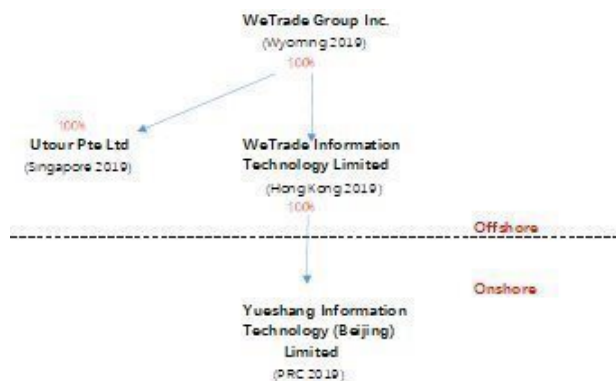 WeTrade Group Inc.
(Wyoming 2019)
100%
100%
Utour Pte Ltd
(Singapore 2019)
WeTrade Information
Technology Limited
(Hong Kong 2019)
100%
Offshore
Onshore
Yueshang Information
Technology (Beijing)
Limited
(PRC 2019)